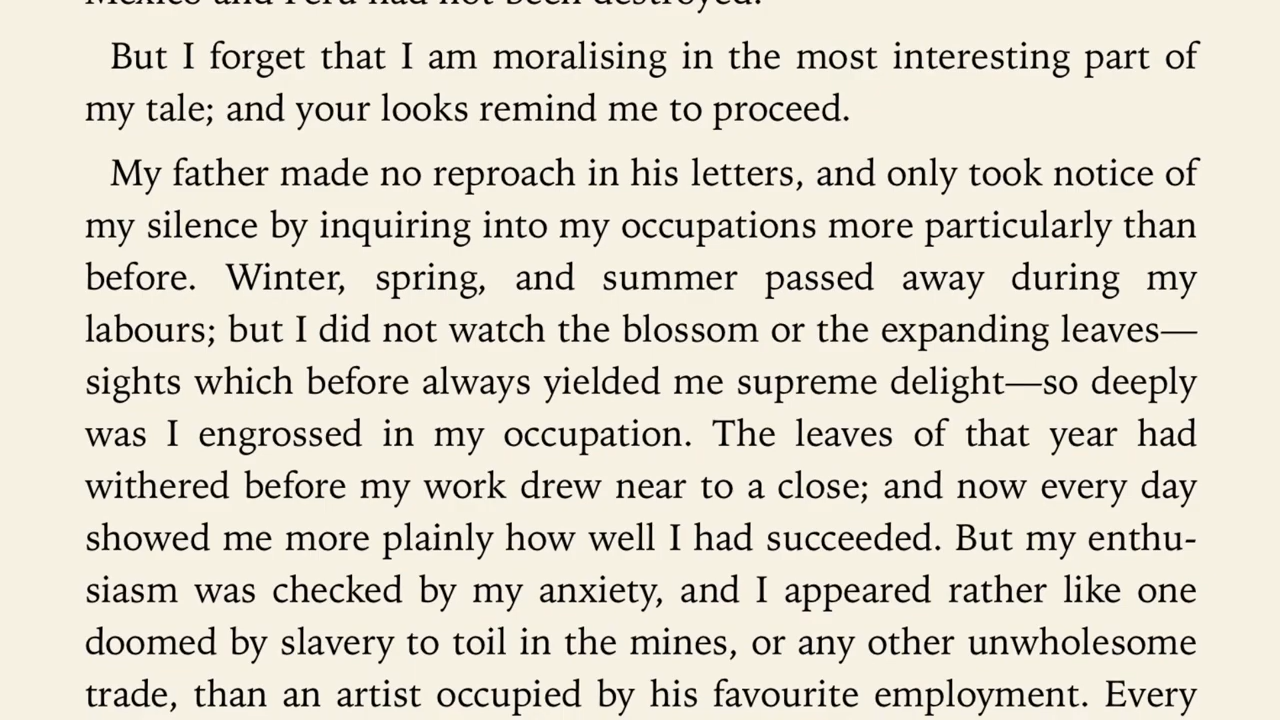 Mexico and Peru had not been destroyed.
But I forget that I am moralising in the most interesting part of
my tale; and your looks remind me to proceed.
My father made no reproach in his letters, and only took notice of
my silence by inquiring into my occupations more particularly than
before. Winter, spring, and summer passed away during my
labours; but I did not watch the blossom or the expanding leaves—
sights which before always yielded me supreme delight—so deeply
was I engrossed in my occupation. The leaves of that year had
withered before my work drew near to a close; and now every day
showed me more plainly how well I had succeeded. But my enthu-
siasm was checked by my anxiety, and I appeared rather like one
doomed by slavery to toil in the mines, or any other unwholesome
trade, than an artist occupied by his favourite employment. Every